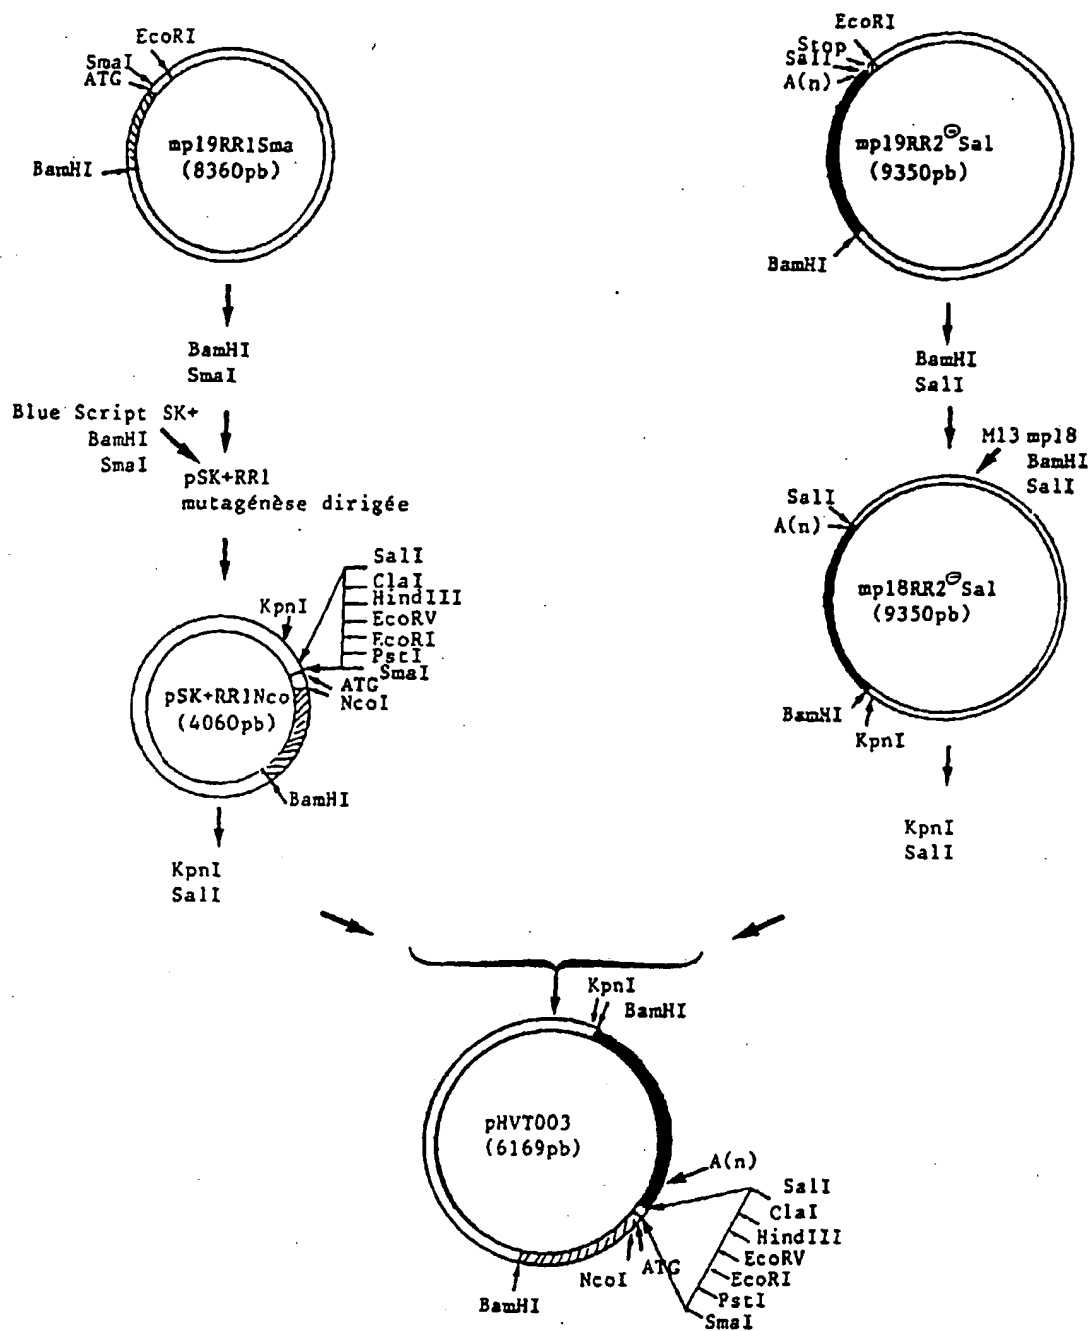 EcoRI
SmaI
ATG
mp19RR1Sma
(8360pb)
BamHI
BamHI
SmaI
Blue Script SK+
BamHI
SmaI
pSK+RR1
mutagénèse dirigée
SalI
ClaI
HindIII
EcoRV
EcoRI
PstI
SmaI
KpnI
ATG
NcoI
pSK+RR1Nco
(4060pb)
BamHI
KpnI
SalI
EcoRI
Stop
SalI
A(n)
mp19RR2⊖Sal
(9350pb)
BamHI
BamHI
SalI
M13 mp18
BamHI
SalI
SalI
A(n)
mp18RR2⊖Sal
(9350pb)
BamHI
KpnI
KpnI
SalI
KpnI
BamHI
pHVT003
(6169pb)
A(n)
SalI
ClaI
HindIII
EcoRV
EcoRI
PstI
SmaI
ATG
NcoI
BamHI